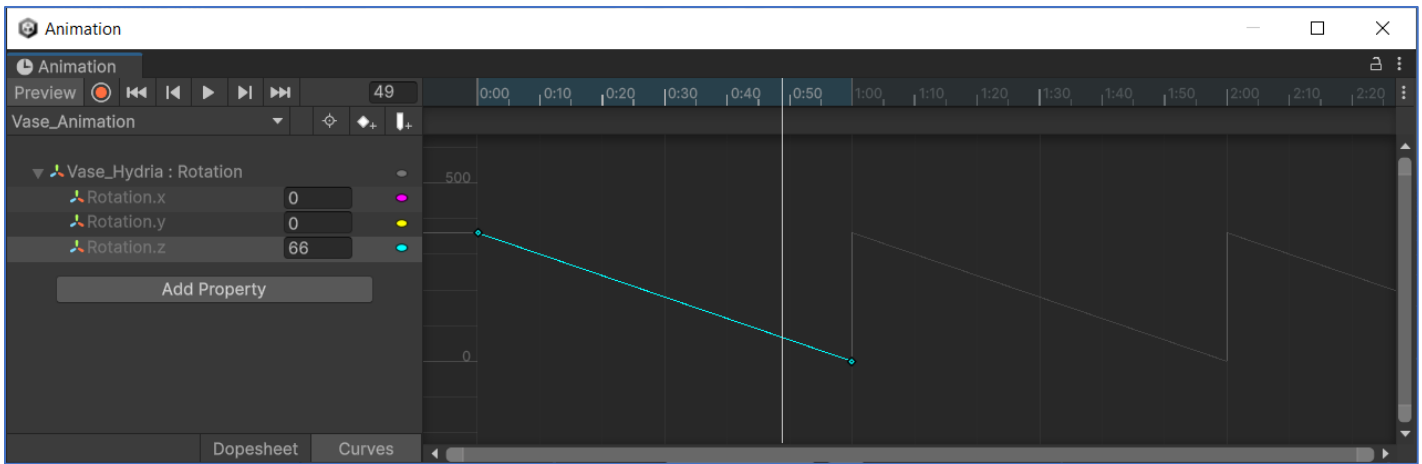 Animation
Animation
Preview 49 0:00 0:10 0:20 0:30 0:40 0:50 1:00 1:10 1:20 1:30 1:40 1:50 2:00 2:10 2:20
Vase_Animation
Vase_Hydria : Rotation
500
Rotation.x 0
Rotation.y 0
Rotation.z 66
Add Property
0
Dopesheet Curves